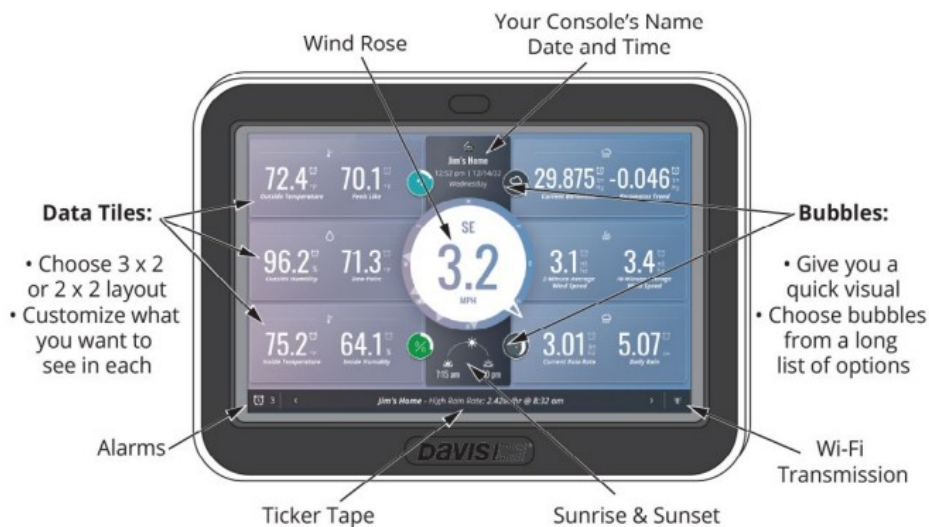 Wind Rose
Your Console's Name
Date and Time
Data Tiles:
• Choose 3 x 2
or 2 x 2 layout
• Customize what
you want to
see in each
Bubbles:
• Give you a
quick visual
• Choose bubbles
from a long
list of options
Jim's Home
12:52 pm | 12/14/22
Wednesday
72.4 °F
Outside Temperature
70.1 °F
Feels Like
29.875
Current
-0.046
Trend
96.2 %
Outside Humidity
71.3
Dew Point
SE
3.2
MPH
3.1
2 Minute Average
Wind Speed
3.4
10 Minute Average
Wind Speed
75.2
Inside Temperature
64.1 %
Inside Humidity
%
7:15 am
pm
3.01
Current Rain Rate
5.07
Daily Rain
3
Jim's Home - High Rain Rate: @ 8:32 am
DAVIS
Alarms
Ticker Tape
Sunrise & Sunset
Wi-Fi
Transmission